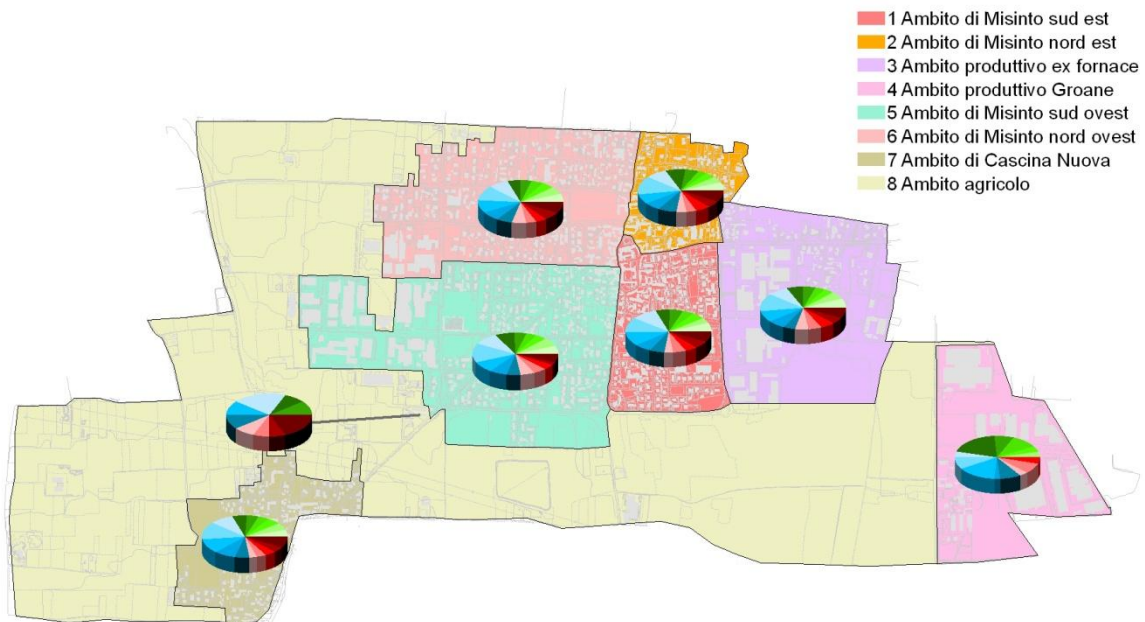 1 Ambito di Misinto sud est
2 Ambito di Misinto nord est
3 Ambito produttivo ex fornace
4 Ambito produttivo Groane
5 Ambito di Misinto sud ovest
6 Ambito di Misinto nord ovest
7 Ambito di Cascina Nuova
8 Ambito agricolo